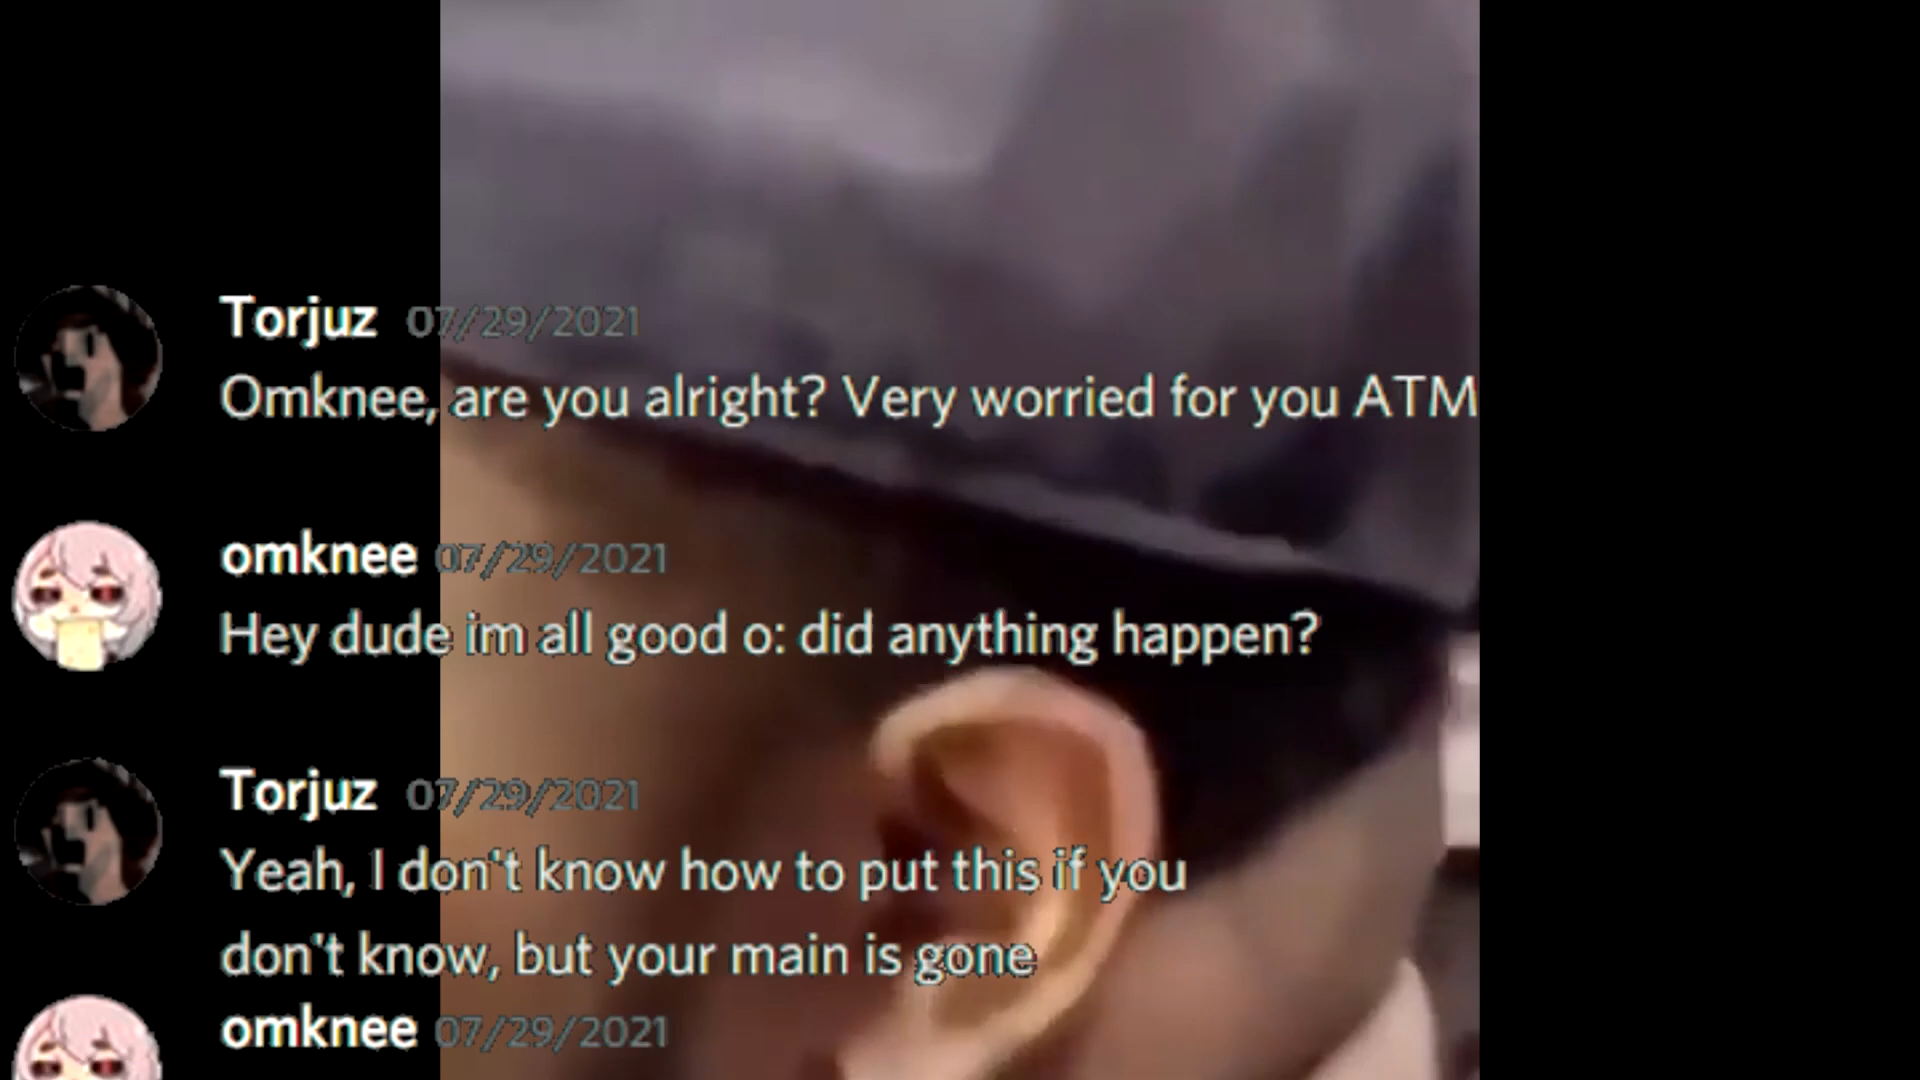 Torjuz 07/29/2021
Omknee, are you alright? Very worried for you ATM
omknee 07/29/2021
Hey dude im all good o: did anything happen?
Torjuz 07/29/2021
Yeah, I don't know how to put this if you
don't know, but your main is gone
omknee 07/29/2021